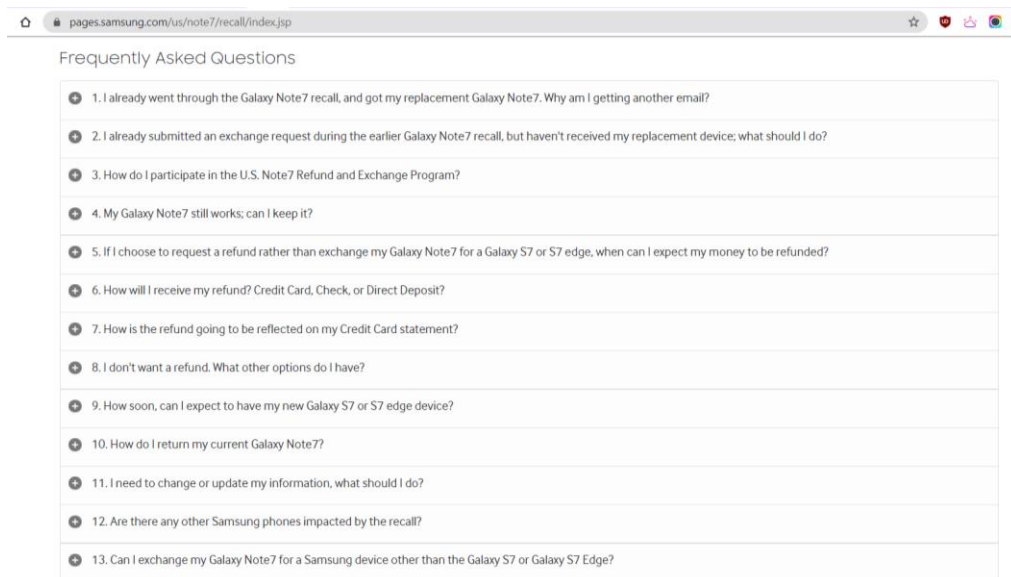 pages.samsung.com/us/note7/recall/index.jsp
Frequently Asked Questions
1. I already went through the Galaxy Note7 recall, and got my replacement Galaxy Note7. Why am I getting another email?
2. I already submitted an exchange request during the earlier Galaxy Note7 recall, but haven't received my replacement device; what should I do?
3. How do I participate in the U.S. Note7 Refund and Exchange Program?
4. My Galaxy Note7 still works; can I keep it?
5. If I choose to request a refund rather than exchange my Galaxy Note7 for a Galaxy S7 or S7 edge, when can I expect my money to be refunded?
6. How will I receive my refund? Credit Card, Check, or Direct Deposit?
7. How is the refund going to be reflected on my Credit Card statement?
8. I don't want a refund. What other options do I have?
9. How soon, can I expect to have my new Galaxy S7 or S7 edge device?
10. How do I return my current Galaxy Note7?
11. I need to change or update my information, what should I do?
12. Are there any other Samsung phones impacted by the recall?
13. Can I exchange my Galaxy Note7 for a Samsung device other than the Galaxy S7 or Galaxy S7 Edge?